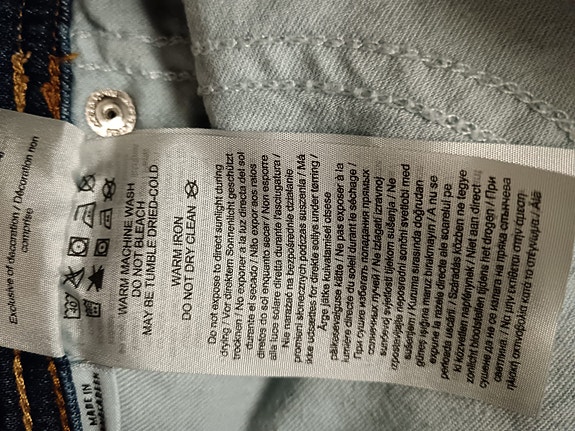 Exclusive of decoration / Décoration non
comprise
WARM MACHINE WASH
DO NOT BLEACH
MAY BE TUMBLE DRIED-COLD
WARM IRON
DO NOT DRY CLEAN
Do not expose to direct sunlight during
drying / Vor direktem Sonnenlicht geschützt
trocknen / No exponer a la luz directa del sol
durante el secado / Não expor aos raios
diretos do sol enquanto secar / Non esporre
alla luce solare diretta durante l'asciugatura /
Nie narażać na bezpośrednie działanie
promieni słonecznych podczas suszenia / Må
ikke udsættes for direkte sollys under tørring /
Ärge jätke kuivatamisel otsese
päikesevalguse kätte / Ne pas exposer à la
lumière directe du soleil durant le séchage /
При сушке избегать воздействия прямых
солнечных лучей / Ne izlagati izravnoj
sunčevoj svjetlosti tijekom sušenja / Ne
izpostavljajte neposredni sončni svetlobi med
sušenjem / Kurutma sırasında doğrudan
güneş ışığına maruz bırakmayın / A nu se
expune la razele directe ale soarelui pe
perioada uscării / Szárítás közben ne tegye
ki közvetlen napfénynek / Niet aan direct
zonlicht blootstellen tijdens het drogen / При
сушене да не се излага на пряка слънчева
светлина. / Να μην εκτίθεται στην άμεση
ηλιακή ακτινοβολία κατά το στέγνωμα. / Alá
MADE IN